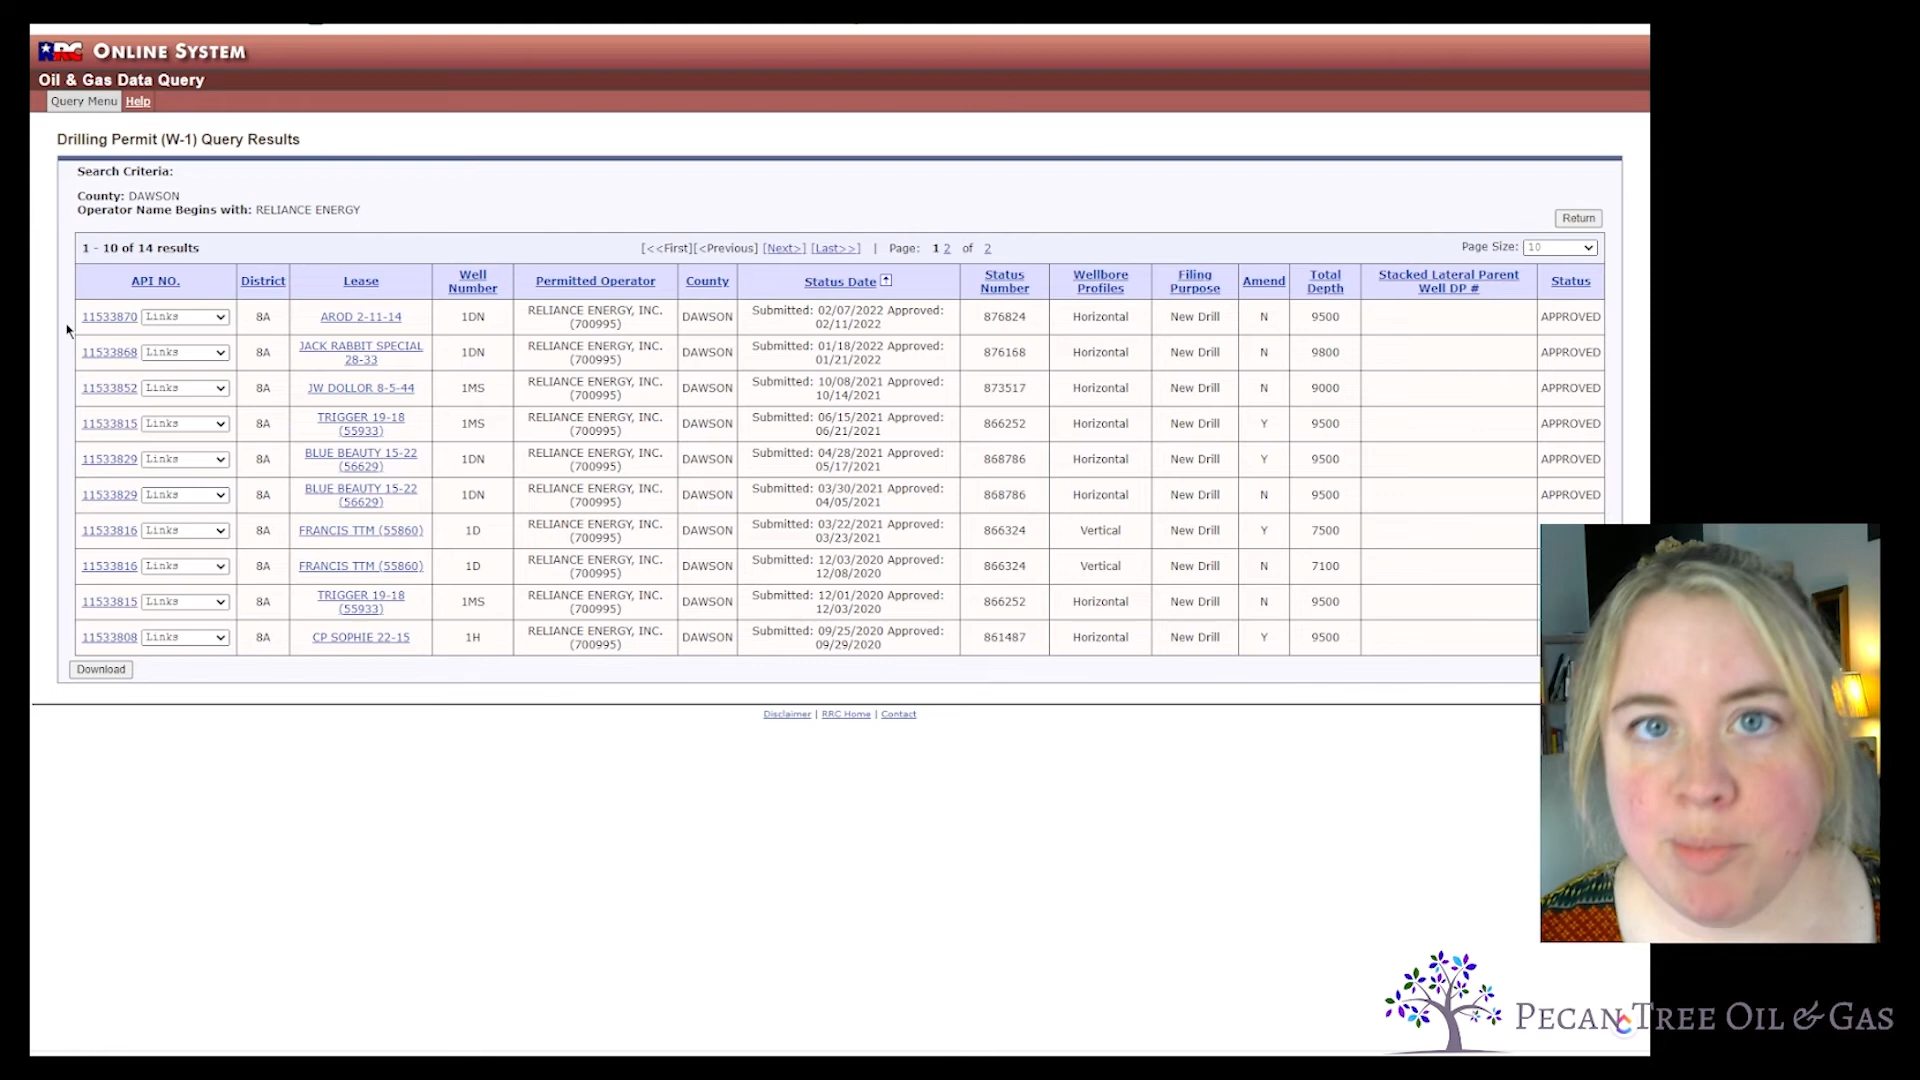 RRC ONLINE SYSTEM
Oil & Gas Data Query
Query Menu Help
Drilling Permit (W-1) Query Results
Search Criteria:
County: DAWSON
Operator Name Begins with: RELIANCE ENERGY
Return
1 - 10 of 14 results [<<First][<Previous] [Next>] [Last>>] | Page: 1 2 of 2 Page Size: 10
API NO. District Lease Well Number Permitted Operator County Status Date Status Number Wellbore Profiles Filing Purpose Amend Total Depth Stacked Lateral Parent Well DP # Status
11533870 Links 8A AROD 2-11-14 1DN RELIANCE ENERGY, INC. (700995) DAWSON Submitted: 02/07/2022 Approved: 02/11/2022 876824 Horizontal New Drill N 9500 APPROVED
11533868 Links 8A JACK RABBIT SPECIAL 28-33 1DN RELIANCE ENERGY, INC. (700995) DAWSON Submitted: 01/18/2022 Approved: 01/21/2022 876168 Horizontal New Drill N 9800 APPROVED
11533852 Links 8A JW DOLLOR 8-5-44 1MS RELIANCE ENERGY, INC. (700995) DAWSON Submitted: 10/08/2021 Approved: 10/14/2021 873517 Horizontal New Drill N 9000 APPROVED
11533815 Links 8A TRIGGER 19-18 (55933) 1MS RELIANCE ENERGY, INC. (700995) DAWSON Submitted: 06/15/2021 Approved: 06/21/2021 866252 Horizontal New Drill Y 9500 APPROVED
11533829 Links 8A BLUE BEAUTY 15-22 (56629) 1DN RELIANCE ENERGY, INC. (700995) DAWSON Submitted: 04/28/2021 Approved: 05/17/2021 868786 Horizontal New Drill Y 9500 APPROVED
11533829 Links 8A BLUE BEAUTY 15-22 (56629) 1DN RELIANCE ENERGY, INC. (700995) DAWSON Submitted: 03/30/2021 Approved: 04/05/2021 868786 Horizontal New Drill N 9500 APPROVED
11533816 Links 8A FRANCIS TTM (55860) 1D RELIANCE ENERGY, INC. (700995) DAWSON Submitted: 03/22/2021 Approved: 03/23/2021 866324 Vertical New Drill Y 7500
11533816 Links 8A FRANCIS TTM (55860) 1D RELIANCE ENERGY, INC. (700995) DAWSON Submitted: 12/03/2020 Approved: 12/08/2020 866324 Vertical New Drill N 7100
11533815 Links 8A TRIGGER 19-18 (55933) 1MS RELIANCE ENERGY, INC. (700995) DAWSON Submitted: 12/01/2020 Approved: 12/03/2020 866252 Horizontal New Drill N 9500
11533808 Links 8A CP SOPHIE 22-15 1H RELIANCE ENERGY, INC. (700995) DAWSON Submitted: 09/25/2020 Approved: 09/29/2020 861487 Horizontal New Drill Y 9500
Download
Disclaimer | RRC Home | Contact
PECAN TREE OIL & GAS